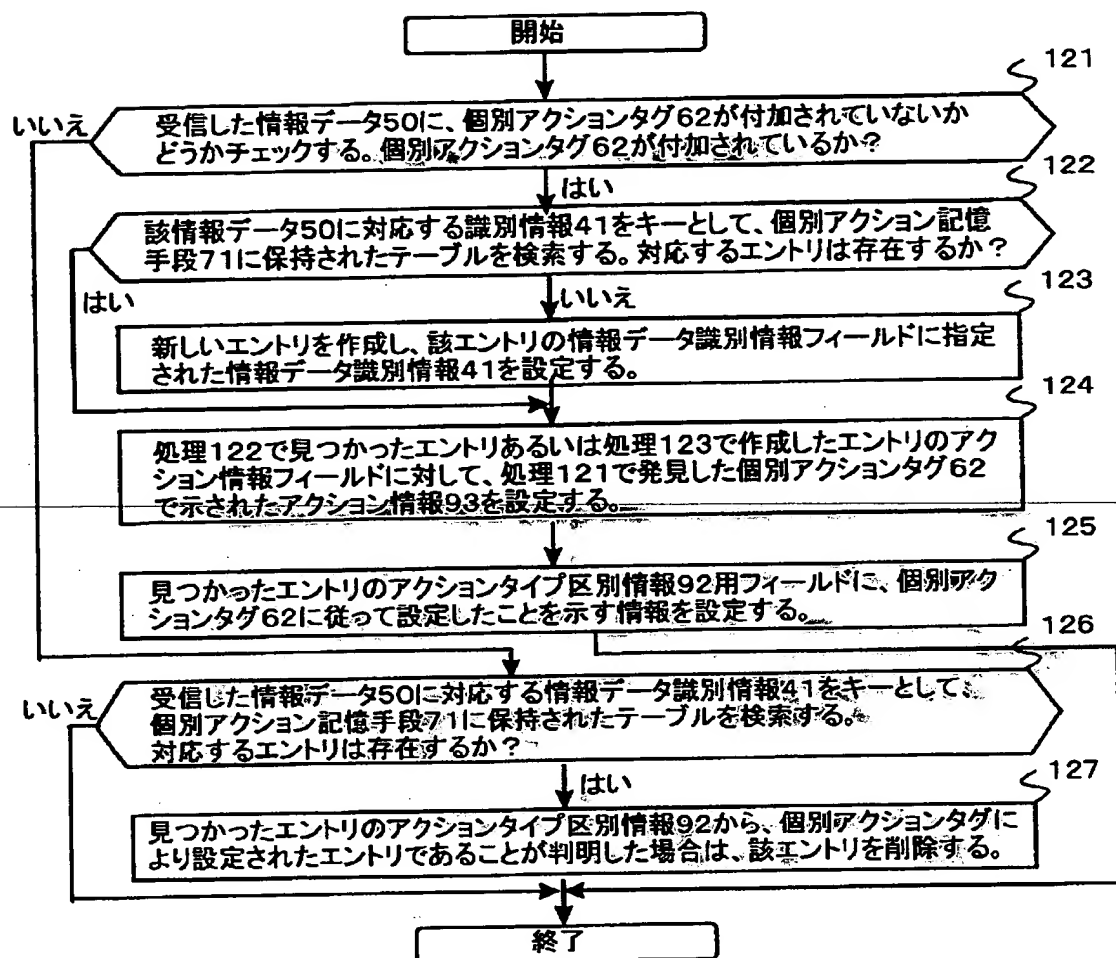 開始
121
いいえ
受信した情報データ50に、個別アクションタグ62が付加されていないか
どうかチェックする。個別アクションタグ62が付加されているか?
122
はい
該情報データ50に対応する識別情報41をキーとして、個別アクション記憶
手段71に保持されたテーブルを検索する。対応するエントリは存在するか?
123
はい
いいえ
新しいエントリを作成し、該エントリの情報データ識別情報フィールドに指定
された情報データ識別情報41を設定する。
124
処理122で見つかったエントリあるいは処理123で作成したエントリのアク
ション情報フィールドに対して、処理121で発見した個別アクションタグ62
で示されたアクション情報93を設定する。
125
見つかったエントリのアクションタイプ区別情報92用フィールドに、個別アク
ションタグ62に従って設定したことを示す情報を設定する。
126
いいえ
受信した情報データ50に対応する情報データ識別情報41をキーとして、
個別アクション記憶手段71に保持されたテーブルを検索する。
対応するエントリは存在するか?
127
はい
見つかったエントリのアクションタイプ区別情報92から、個別アクションタグに
より設定されたエントリであることが判明した場合は、該エントリを削除する。
終了